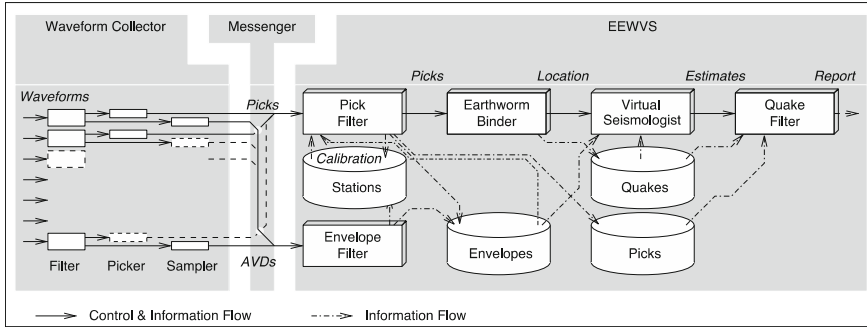 Waveform Collector
Messenger
EEWVS
Picks
Location
Estimates
Report
Waveforms
Picks
Pick
Filter
Earthworm
Binder
Virtual
Seismologist
Quake
Filter
Calibration
Stations
Quakes
Envelope
Filter
Envelopes
Picks
Filter
Picker
Sampler
AVDs
Control & Information Flow
Information Flow